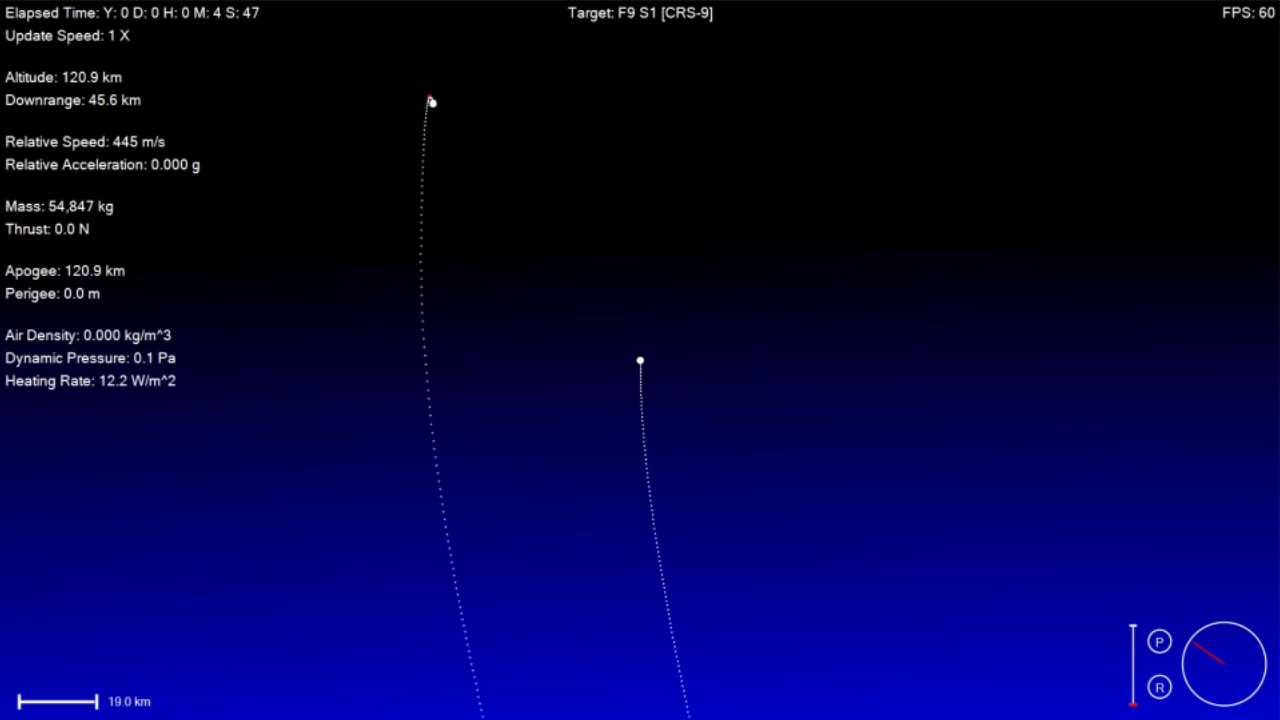 Elapsed Time: Y: 0 D: 0 H: 0 M: 4 S: 47
Target: F9 S1 [CRS-9]
FPS: 60
Update Speed: 1 X
Altitude: 120.9 km
Downrange: 45.6 km
Relative Speed: 445 m/s
Relative Acceleration: 0.000 g
Mass: 54,847 kg
Thrust: 0.0 N
Apogee: 120.9 km
Perigee: 0.0 m
Air Density: 0.000 kg/m^3
Dynamic Pressure: 0.1 Pa
Heating Rate: 12.2 W/m^2
P
R
19.0 km